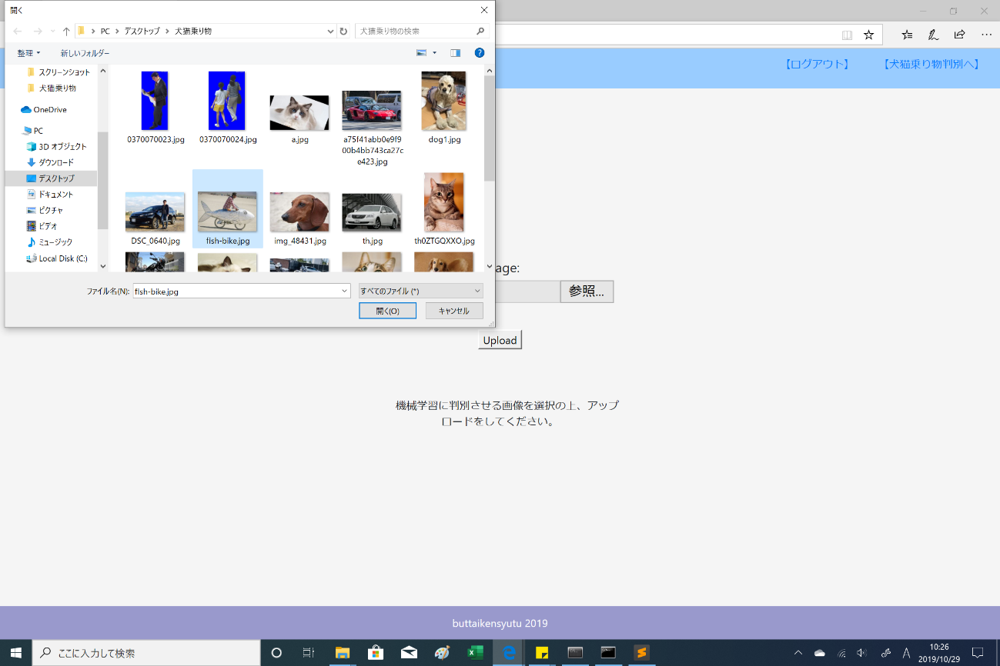 開く
PC > デスクトップ > 犬猫乗り物
犬猫乗り物の検索
整理
新しいフォルダー
【ログアウト】
【犬猫乗り物判別へ】
スクリーンショット
犬猫乗り物
OneDrive
PC
3D オブジェクト
ダウンロード
デスクトップ
ドキュメント
ピクチャ
ビデオ
ミュージック
Local Disk (C:)
0370070023.jpg
0370070024.jpg
a.jpg
a75f41abb0e9f9
00b4bb743ca27c
e423.jpg
dog1.jpg
DSC_0640.jpg
fish-bike.jpg
img_48431.jpg
th.jpg
th0ZTGQXXO.jpg
age:
ファイル名(N):
fish-bike.jpg
すべてのファイル (*)
参照...
開く(O)
キャンセル
Upload
機械学習に判別させる画像を選択の上、アップ
ロードをしてください。
buttaikensyutu 2019
ここに入力して検索
A
10:26
2019/10/29